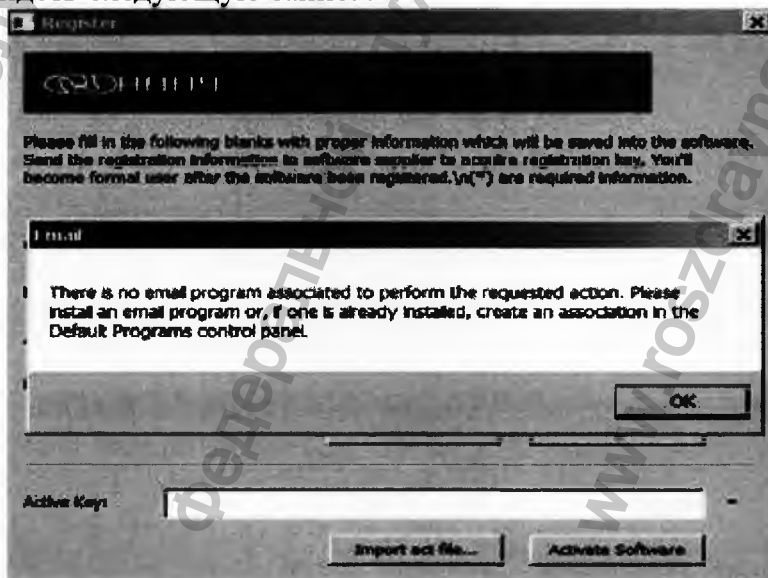 следующую
Register
Please fill in the following blanks with proper information which will be saved into the software.
Send the registration information to software supplier to acquire registration key. You'll
become formal user after the software been registered.\n(*) are required information.
Email
There is no email program associated to perform the requested action. Please
install an email program or, if one is already installed, create an association in the
Default Programs control panel.
OK
Active Key:
Import act file...
Activate Software
Федеральной
www.roszdravn